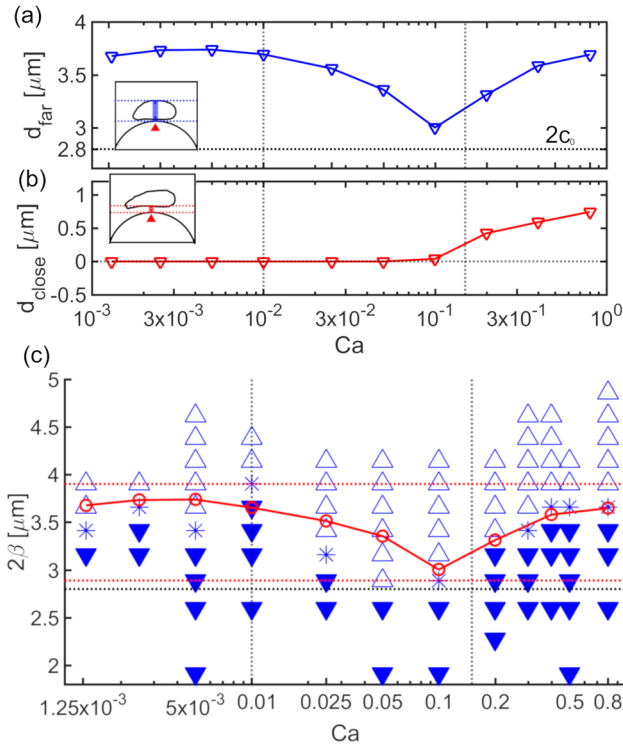 (a)
d_far [μm]
4
3.5
3
2.8
2c₀
(b)
d_close [μm]
1
0.5
0
-0.5
10⁻³ 3x10⁻³ 10⁻² 3x10⁻² 10⁻¹ 3x10⁻¹ 10⁰
Ca
(c)
2β [μm]
5
4.5
4
3.5
3
2.5
2
1.25x10⁻³ 5x10⁻³ 0.01 0.025 0.05 0.1 0.2 0.5 0.8
Ca